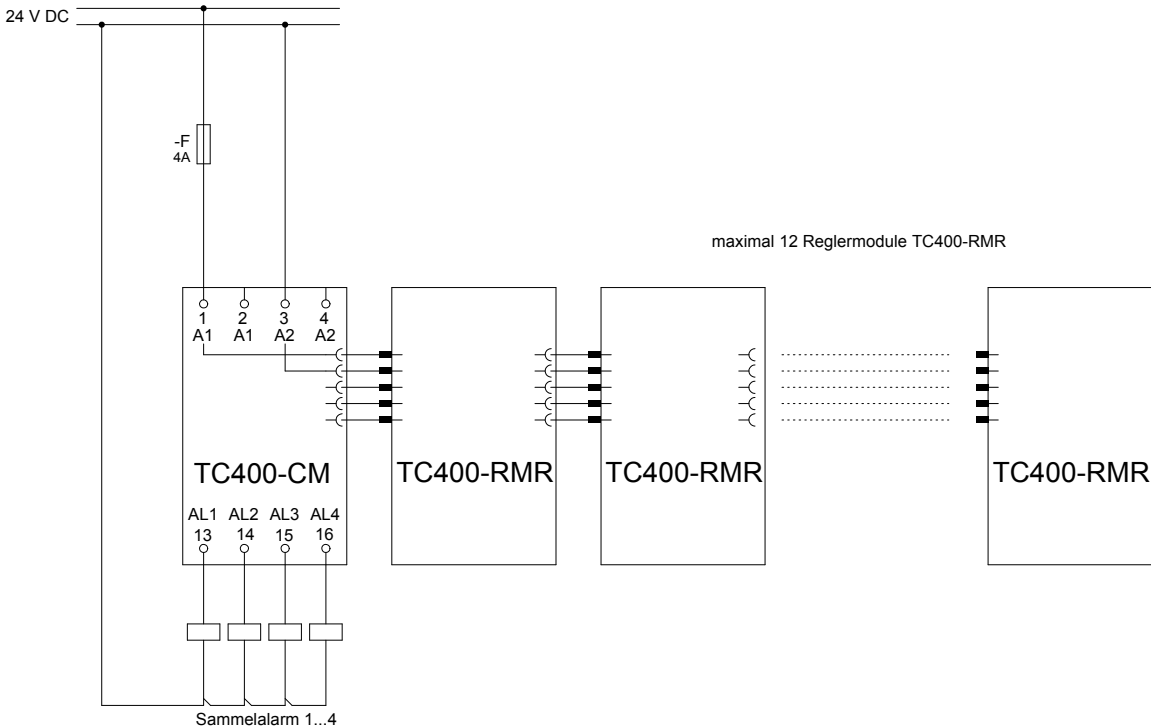 24 V DC
-F
4A
maximal 12 Reglermodule TC400-RMR
1 2 3 4
A1 A1 A2 A2
TC400-CM
TC400-RMR
TC400-RMR
TC400-RMR
AL1 AL2 AL3 AL4
13 14 15 16
Sammelalarm 1...4